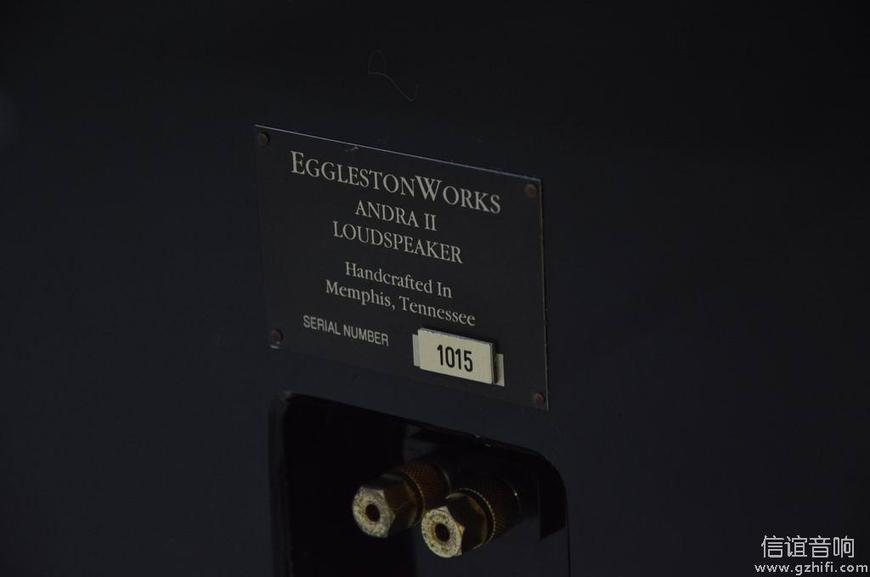 EGGLESTONWORKS
ANDRA II
LOUDSPEAKER
Handcrafted In
Memphis, Tennessee
SERIAL NUMBER 1015
信谊音响
www.gzhifi.com